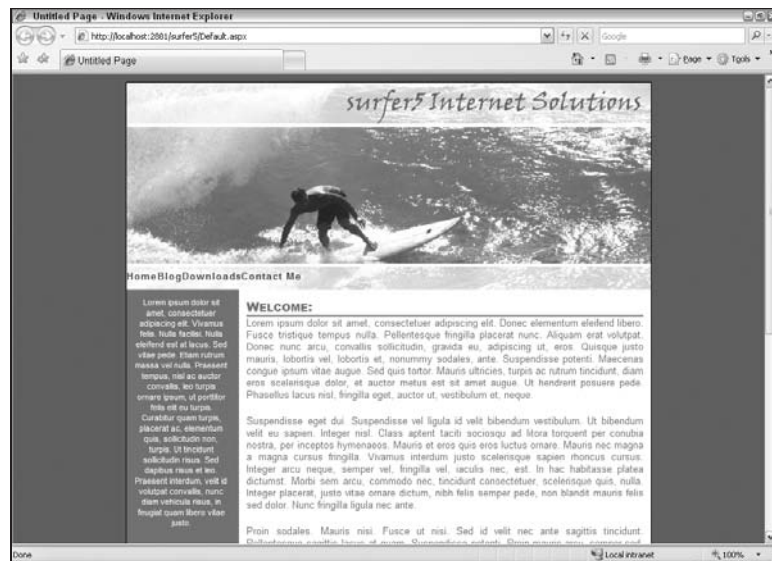 Untitled Page - Windows Internet Explorer
http://localhost:2801/surfer5/Default.aspx
Google
Untitled Page
Page
Tools
surfer5 Internet Solutions
HomeBlogDownloadsContact Me
Lorem ipsum dolor sit
amet, consectetuer
adipiscing elit. Vivamus
felis. Nulla facilisi. Nulla
eleifend est at lacus. Sed
vitae pede. Etiam rutrum
massa vel nulla. Praesent
tempus, nisl ac auctor
convallis, leo turpis
ornare ipsum, ut porttitor
felis elit eu turpis.
Curabitur quam turpis,
placerat ac, elementum
quis, sollicitudin non,
turpis. Ut tincidunt
sollicitudin risus. Sed
dapibus risus et leo.
Praesent interdum, velit id
volutpat convallis, nunc
diam vehicula risus, in
feugiat quam libero vitae
justo.
WELCOME:
Lorem ipsum dolor sit amet, consectetuer adipiscing elit. Donec elementum eleifend libero.
Fusce tristique tempus nulla. Pellentesque fringilla placerat nunc. Aliquam erat volutpat.
Donec nunc arcu, convallis sollicitudin, gravida eu, adipiscing ut, eros. Quisque justo
mauris, lobortis vel, lobortis et, nonummy sodales, ante. Suspendisse potenti. Maecenas
congue ipsum vitae augue. Sed quis tortor. Mauris ultricies, turpis ac rutrum tincidunt, diam
eros scelerisque dolor, et auctor metus est sit amet augue. Ut hendrerit posuere pede.
Phasellus lacus nisl, fringilla eget, auctor ut, vestibulum et, neque.
Suspendisse eget dui. Suspendisse vel ligula id velit bibendum vestibulum. Ut bibendum
velit eu sapien. Integer nisl. Class aptent taciti sociosqu ad litora torquent per conubia
nostra, per inceptos hymenaeos. Mauris et eros quis eros luctus ornare. Mauris nec magna
a magna cursus fringilla. Vivamus interdum justo scelerisque sapien rhoncus cursus.
Integer arcu neque, semper vel, fringilla vel, iaculis nec, est. In hac habitasse platea
dictumst. Morbi sem arcu, commodo nec, tincidunt consectetuer, scelerisque quis, nulla.
Integer placerat, justo vitae ornare dictum, nibh felis semper pede, non blandit mauris felis
sed dolor. Nunc fringilla ligula nec ante.
Proin sodales. Mauris nisi. Fusce ut nisi. Sed id velit nec ante sagittis tincidunt.
Done
Local intranet
100%